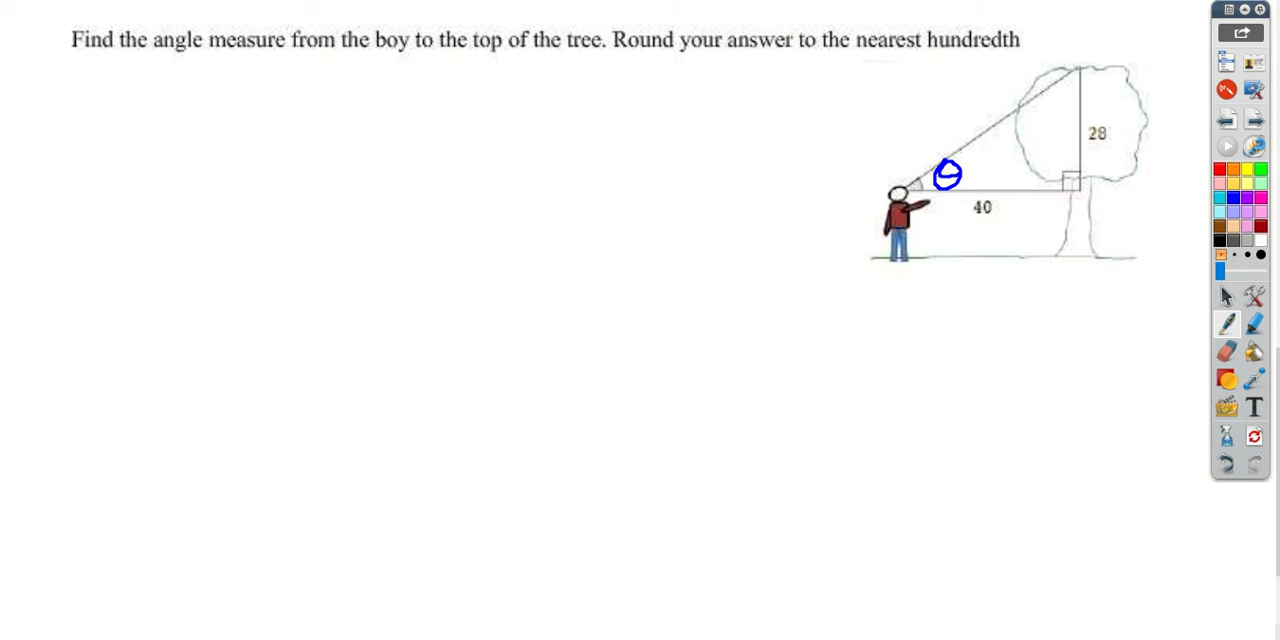 Find the angle measure from the boy to the top of the tree. Round your answer to the nearest hundredth
28
θ
40
T